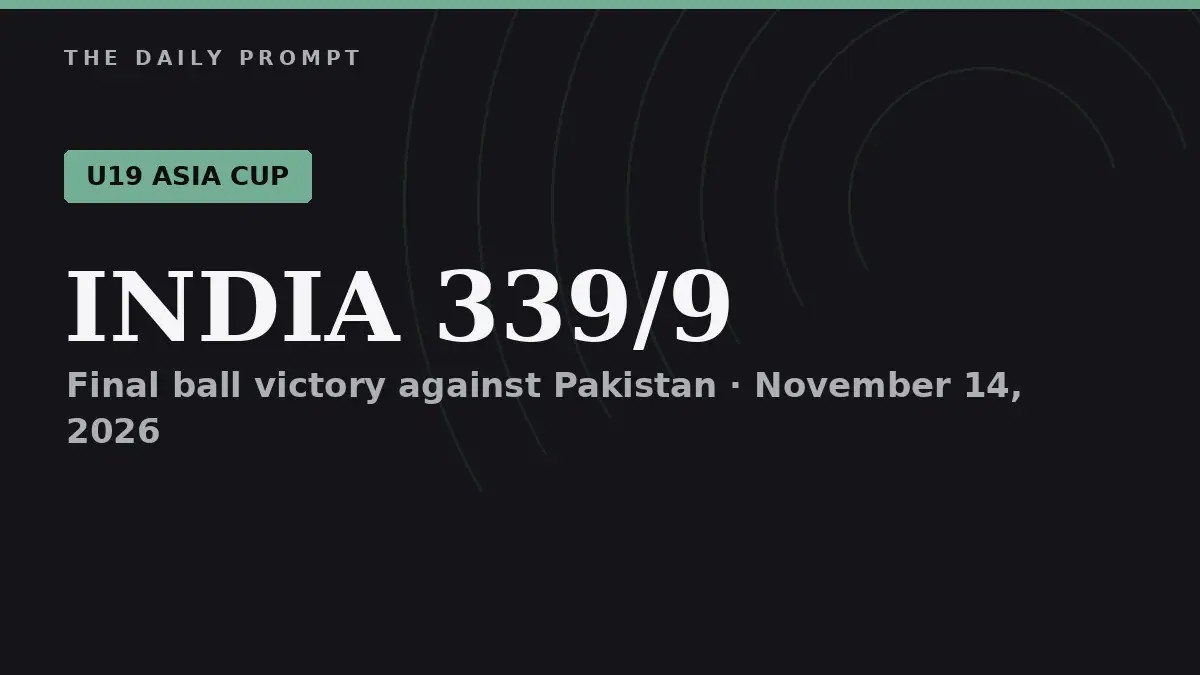 THE DAILY PROMPT
U19 ASIA CUP
INDIA 339/9
Final ball victory against Pakistan · November 14,
2026